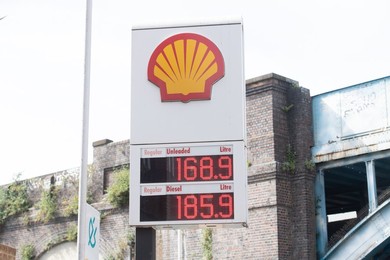 Regular Unleaded Litre
168.9
Regular Diesel Litre
185.9